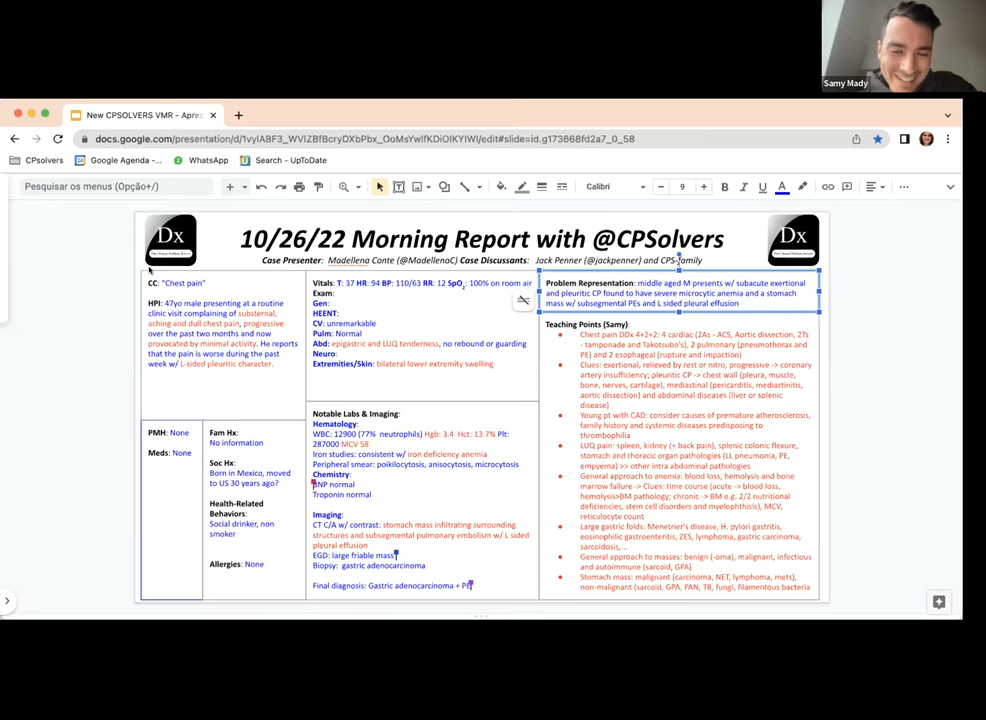 Samy Mady
New CPSOLVERS VMR - Apres
docs.google.com/presentation/d/1vylA8F3_WVIZBfBcryDXbPbx_OoMsYwlfKDiOIKYIWI/edit#slide=id.g173668fd2a7_0_58
CPsolvers
Google Agenda -...
WhatsApp
Search - UpToDate
Pesquisar os menus (Opção+/)
Calibri
9
Dx
10/26/22 Morning Report with @CPSolvers
Case Presenter: Madellena Conte (@MadellenaC) Case Discussants: Jack Penner (@jackpenner) and CPS-family
Dx
CC: "Chest pain"
HPI: 47yo male presenting at a routine
clinic visit complaining of substernal,
aching and dull chest pain, progressive
over the past two months and now
provocated by minimal activity. He reports
that the pain is worse during the past
week w/ L-sided pleuritic character.
PMH: None
Meds: None
Fam Hx:
No information
Soc Hx:
Born in Mexico, moved
to US 30 years ago?
Health-Related
Behaviors:
Social drinker, non
smoker
Allergies: None
Vitals: T: 37 HR: 94 BP: 110/63 RR: 12 SpO2: 100% on room air
Exam:
Gen:
HEENT:
CV: unremarkable
Pulm: Normal
Abd: epigastric and LUQ tenderness, no rebound or guarding
Neuro:
Extremities/Skin: bilateral lower extremity swelling
Notable Labs & Imaging:
Hematology:
WBC: 12900 (77% neutrophils) Hgb: 3.4 Hct: 13.7% Plt:
287000 MCV 58
Iron studies: consistent w/ iron deficiency anemia
Peripheral smear: poikilocytosis, anisocytosis, microcytosis
Chemistry:
pNP normal
Troponin normal
Imaging:
CT C/A w/ contrast: stomach mass infiltrating surrounding
structures and subsegmental pulmonary embolism w/ L sided
pleural effusion
EGD: large friable mass
Biopsy: gastric adenocarcinoma
Final diagnosis: Gastric adenocarcinoma + PE
Problem Representation: middle aged M presents w/ subacute exertional
and pleuritic CP found to have severe microcytic anemia and a stomach
mass w/ subsegmental PEs and L sided pleural effusion
Teaching Points (Samy):
Chest pain DDx 4+2+2: 4 cardiac (2As - ACS, Aortic dissection, 2Ts
- tamponade and Takotsubo's), 2 pulmonary (pneumothorax and
PE) and 2 esophageal (rupture and impaction)
Clues: exertional, relieved by rest or nitro, progressive -> coronary
artery insufficiency; pleuritic CP -> chest wall (pleura, muscle,
bone, nerves, cartilage), mediastinal (pericarditis, mediastinitis,
aortic dissection) and abdominal diseases (liver or splenic
disease)
Young pt with CAD: consider causes of premature atherosclerosis,
family history and systemic diseases predisposing to
thrombophilia
LUQ pain: spleen, kidney (+ back pain), splenic colonic flexure,
stomach and thoracic organ pathologies (LL pneumonia, PE,
empyema) >> other intra abdominal pathologies
General approach to anemia: blood loss, hemolysis and bone
marrow failure -> Clues: time course (acute -> blood loss,
hemolysis>BM pathology; chronic -> BM e.g. 2/2 nutritional
deficiencies, stem cell disorders and myelophthisis), MCV,
reticulocyte count
Large gastric folds: Menetrier's disease, H. pylori gastritis,
eosinophilic gastroenteritis, ZES, lymphoma, gastric carcinoma,
sarcoidosis,...
General approach to masses: benign (-oma), malignant, infectious
and autoimmune (sarcoid, GPA)
Stomach mass: malignant (carcinoma, NET, lymphoma, mets),
non-malignant (sarcoid, GPA, PAN, TB, fungi, filamentous bacteria